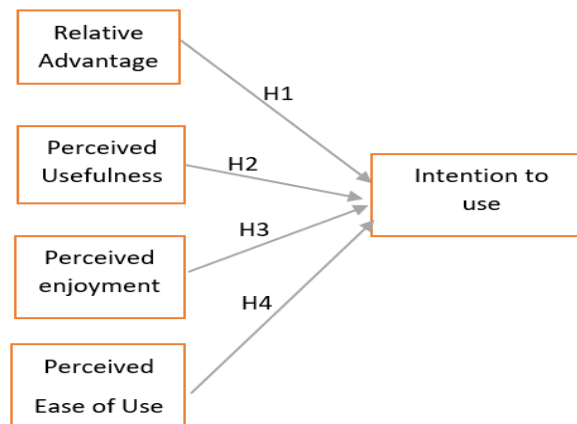 Relative
Advantage
H1
Perceived
Usefulness
H2
Intention to
use
Perceived
enjoyment
H3
H4
Perceived
Ease of Use